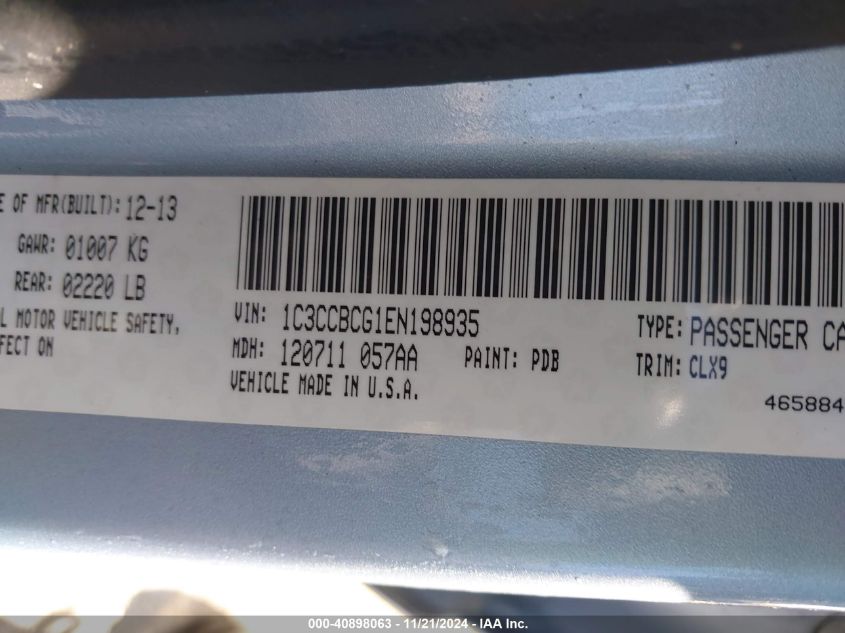 E OF MFR(BUILT): 12-13
GAWR: 01007 KG
REAR: 02220 LB
L MOTOR VEHICLE SAFETY,
FECT ON
VIN: 1C3CCBCG1EN198935
TYPE: PASSENGER CA
MDH: 120711 057AA
PAINT: PDB
TRIM: CLX9
VEHICLE MADE IN U.S.A.
465884
000-40898063 - 11/21/2024 - IAA Inc.